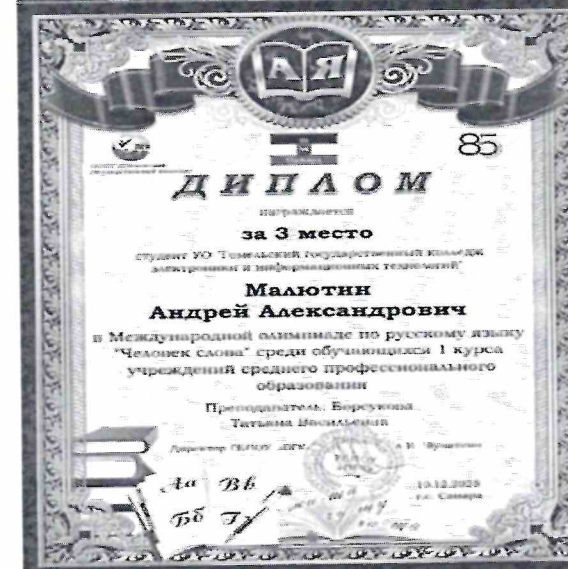 АЯ
85
ДИПЛОМ
награждается
за 3 место
студент УО "Гомельский государственный колледж
электроники и информационных технологий"
Малютин
Андрей Александрович
в Международной олимпиаде по русскому языку
"Человек слова" среди обучающихся 1 курса
учреждений среднего профессионального
образования
Преподаватель: Борсукова
Татьяна Васильевна
Директор
Аа Вв
Бб
г.о. Самара